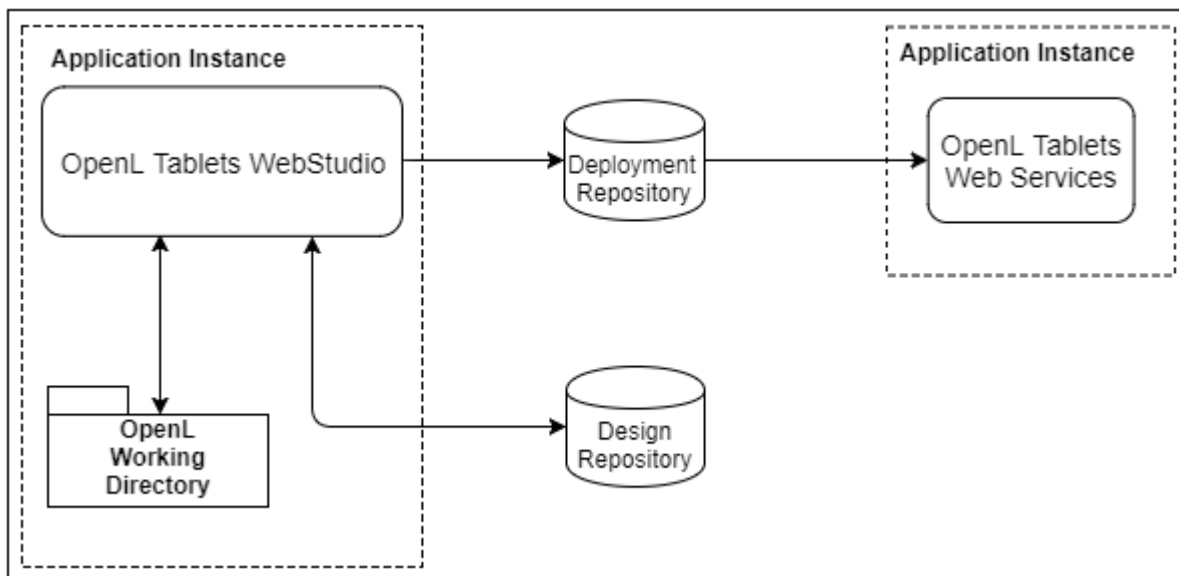 Application Instance
OpenL Tablets WebStudio
Deployment
Repository
Application Instance
OpenL Tablets
Web Services
OpenL
Working
Directory
Design
Repository